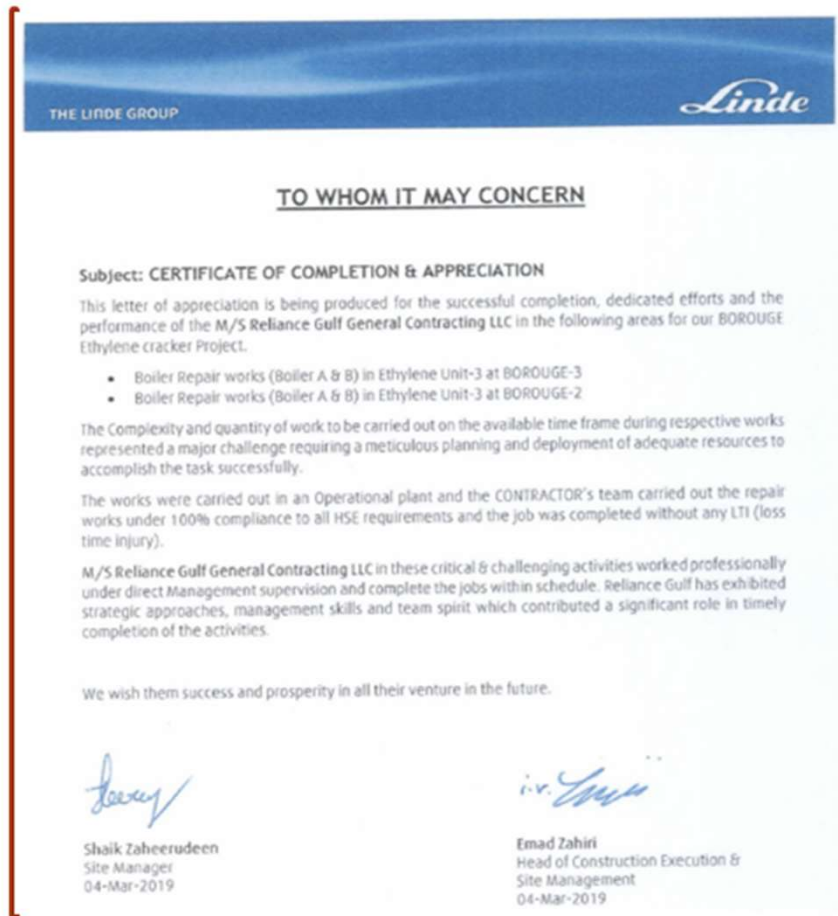 THE LINDE GROUP
Linde
TO WHOM IT MAY CONCERN
Subject: CERTIFICATE OF COMPLETION & APPRECIATION
This letter of appreciation is being produced for the successful completion, dedicated efforts and the
performance of the M/S Reliance Gulf General Contracting LLC in the following areas for our BOROUGE
Ethylene cracker Project.
• Boiler Repair works (Boiler A & B) in Ethylene Unit-3 at BOROUGE-3
• Boiler Repair works (Boiler A & B) in Ethylene Unit-3 at BOROUGE-2
The Complexity and quantity of work to be carried out on the available time frame during respective works
represented a major challenge requiring a meticulous planning and deployment of adequate resources to
accomplish the task successfully.
The works were carried out in an Operational plant and the CONTRACTOR's team carried out the repair
works under 100% compliance to all HSE requirements and the job was completed without any LTI (loss
time injury).
M/S Reliance Gulf General Contracting LLC in these critical & challenging activities worked professionally
under direct Management supervision and complete the jobs within schedule. Reliance Gulf has exhibited
strategic approaches, management skills and team spirit which contributed a significant role in timely
completion of the activities.
We wish them success and prosperity in all their venture in the future.
i.v.
Shaik Zaheerudeen
Site Manager
04-Mar-2019
Emad Zahiri
Head of Construction Execution &
Site Management
04-Mar-2019